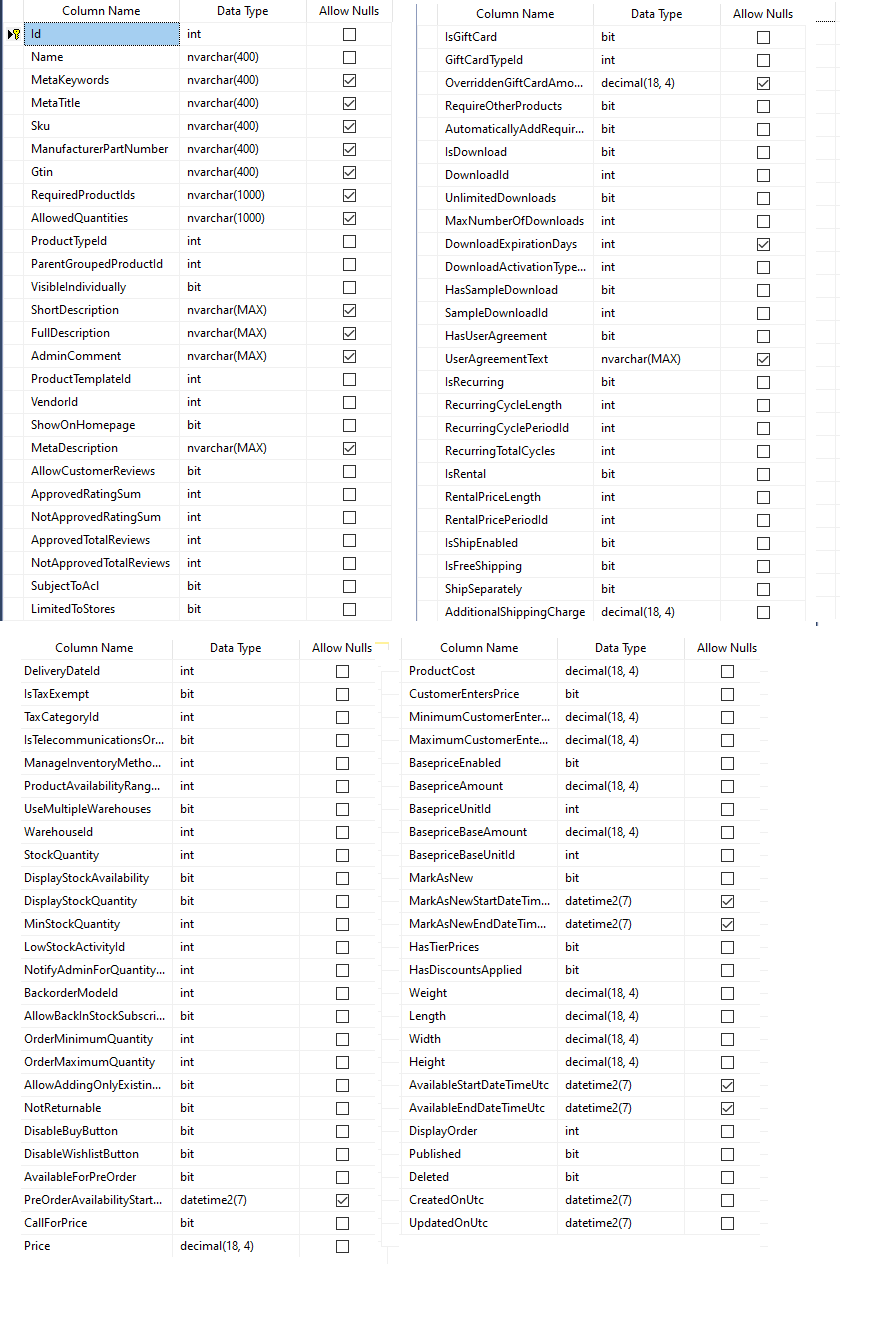 Column Name Data Type Allow Nulls
Id int
Name nvarchar(400)
MetaKeywords nvarchar(400)
MetaTitle nvarchar(400)
Sku nvarchar(400)
ManufacturerPartNumber nvarchar(400)
Gtin nvarchar(400)
RequiredProductIds nvarchar(1000)
AllowedQuantities nvarchar(1000)
ProductTypeId int
ParentGroupedProductId int
VisibleIndividually bit
ShortDescription nvarchar(MAX)
FullDescription nvarchar(MAX)
AdminComment nvarchar(MAX)
ProductTemplateId int
VendorId int
ShowOnHomepage bit
MetaDescription nvarchar(MAX)
AllowCustomerReviews bit
ApprovedRatingSum int
NotApprovedRatingSum int
ApprovedTotalReviews int
NotApprovedTotalReviews int
SubjectToAcl bit
LimitedToStores bit
Column Name Data Type Allow Nulls
IsGiftCard bit
GiftCardTypeId int
OverriddenGiftCardAmo... decimal(18, 4)
RequireOtherProducts bit
AutomaticallyAddRequir... bit
IsDownload bit
DownloadId int
UnlimitedDownloads bit
MaxNumberOfDownloads int
DownloadExpirationDays int
DownloadActivationType... int
HasSampleDownload bit
SampleDownloadId int
HasUserAgreement bit
UserAgreementText nvarchar(MAX)
IsRecurring bit
RecurringCycleLength int
RecurringCyclePeriodId int
RecurringTotalCycles int
IsRental bit
RentalPriceLength int
RentalPricePeriodId int
IsShipEnabled bit
IsFreeShipping bit
ShipSeparately bit
AdditionalShippingCharge decimal(18, 4)
Column Name Data Type Allow Nulls
DeliveryDateId int
IsTaxExempt bit
TaxCategoryId int
IsTelecommunicationsOr... bit
ManageInventoryMetho... int
ProductAvailabilityRang... int
UseMultipleWarehouses bit
WarehouseId int
StockQuantity int
DisplayStockAvailability bit
DisplayStockQuantity bit
MinStockQuantity int
LowStockActivityId int
NotifyAdminForQuantity... int
BackorderModeId int
AllowBackInStockSubscri... bit
OrderMinimumQuantity int
OrderMaximumQuantity int
AllowAddingOnlyExistin... bit
NotReturnable bit
DisableBuyButton bit
DisableWishlistButton bit
AvailableForPreOrder bit
PreOrderAvailabilityStart... datetime2(7)
CallForPrice bit
Price decimal(18, 4)
Column Name Data Type Allow Nulls
ProductCost decimal(18, 4)
CustomerEntersPrice bit
MinimumCustomerEnter... decimal(18, 4)
MaximumCustomerEnte... decimal(18, 4)
BasepriceEnabled bit
BasepriceAmount decimal(18, 4)
BasepriceUnitId int
BasepriceBaseAmount decimal(18, 4)
BasepriceBaseUnitId int
MarkAsNew bit
MarkAsNewStartDateTim... datetime2(7)
MarkAsNewEndDateTim... datetime2(7)
HasTierPrices bit
HasDiscountsApplied bit
Weight decimal(18, 4)
Length decimal(18, 4)
Width decimal(18, 4)
Height decimal(18, 4)
AvailableStartDateTimeUtc datetime2(7)
AvailableEndDateTimeUtc datetime2(7)
DisplayOrder int
Published bit
Deleted bit
CreatedOnUtc datetime2(7)
UpdatedOnUtc datetime2(7)